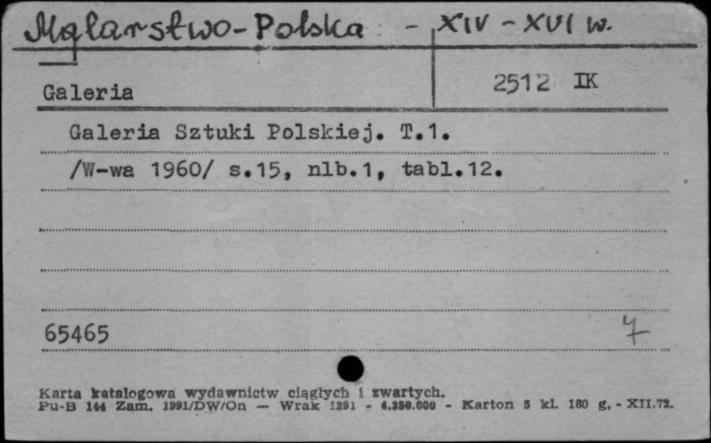 Malarstwo-Polska - XIV - XVI w.
Galeria
2512 IK
Galeria Sztuki Polskiej. T.1.
/W-wa 1960/ s.15, nlb.1, tabl.12.
65465
7
Karta katalogowa wydawnictw ciągłych i zwartych.
Pu-B 144 Zam. 1991/DW/On — Wrak 1291 - 4.250.000 - Karton 5 kl. 180 g. - XII.72.